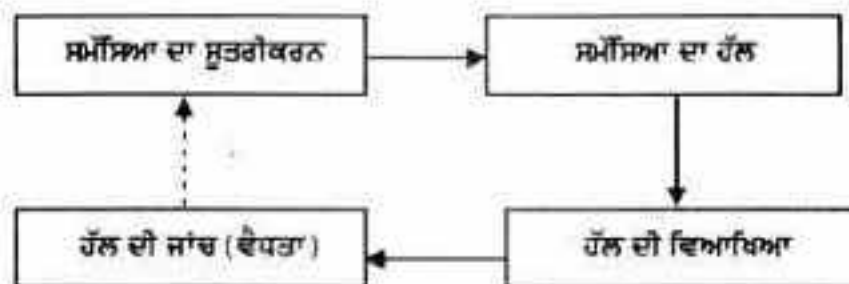 ਸਮੱਸਿਆ ਦਾ ਸੂਤਰੀਕਰਨ
ਸਮੱਸਿਆ ਦਾ ਹੱਲ
ਹੱਲ ਦੀ ਜਾਂਚ (ਵੈਧਤਾ)
ਹੱਲ ਦੀ ਵਿਆਖਿਆ